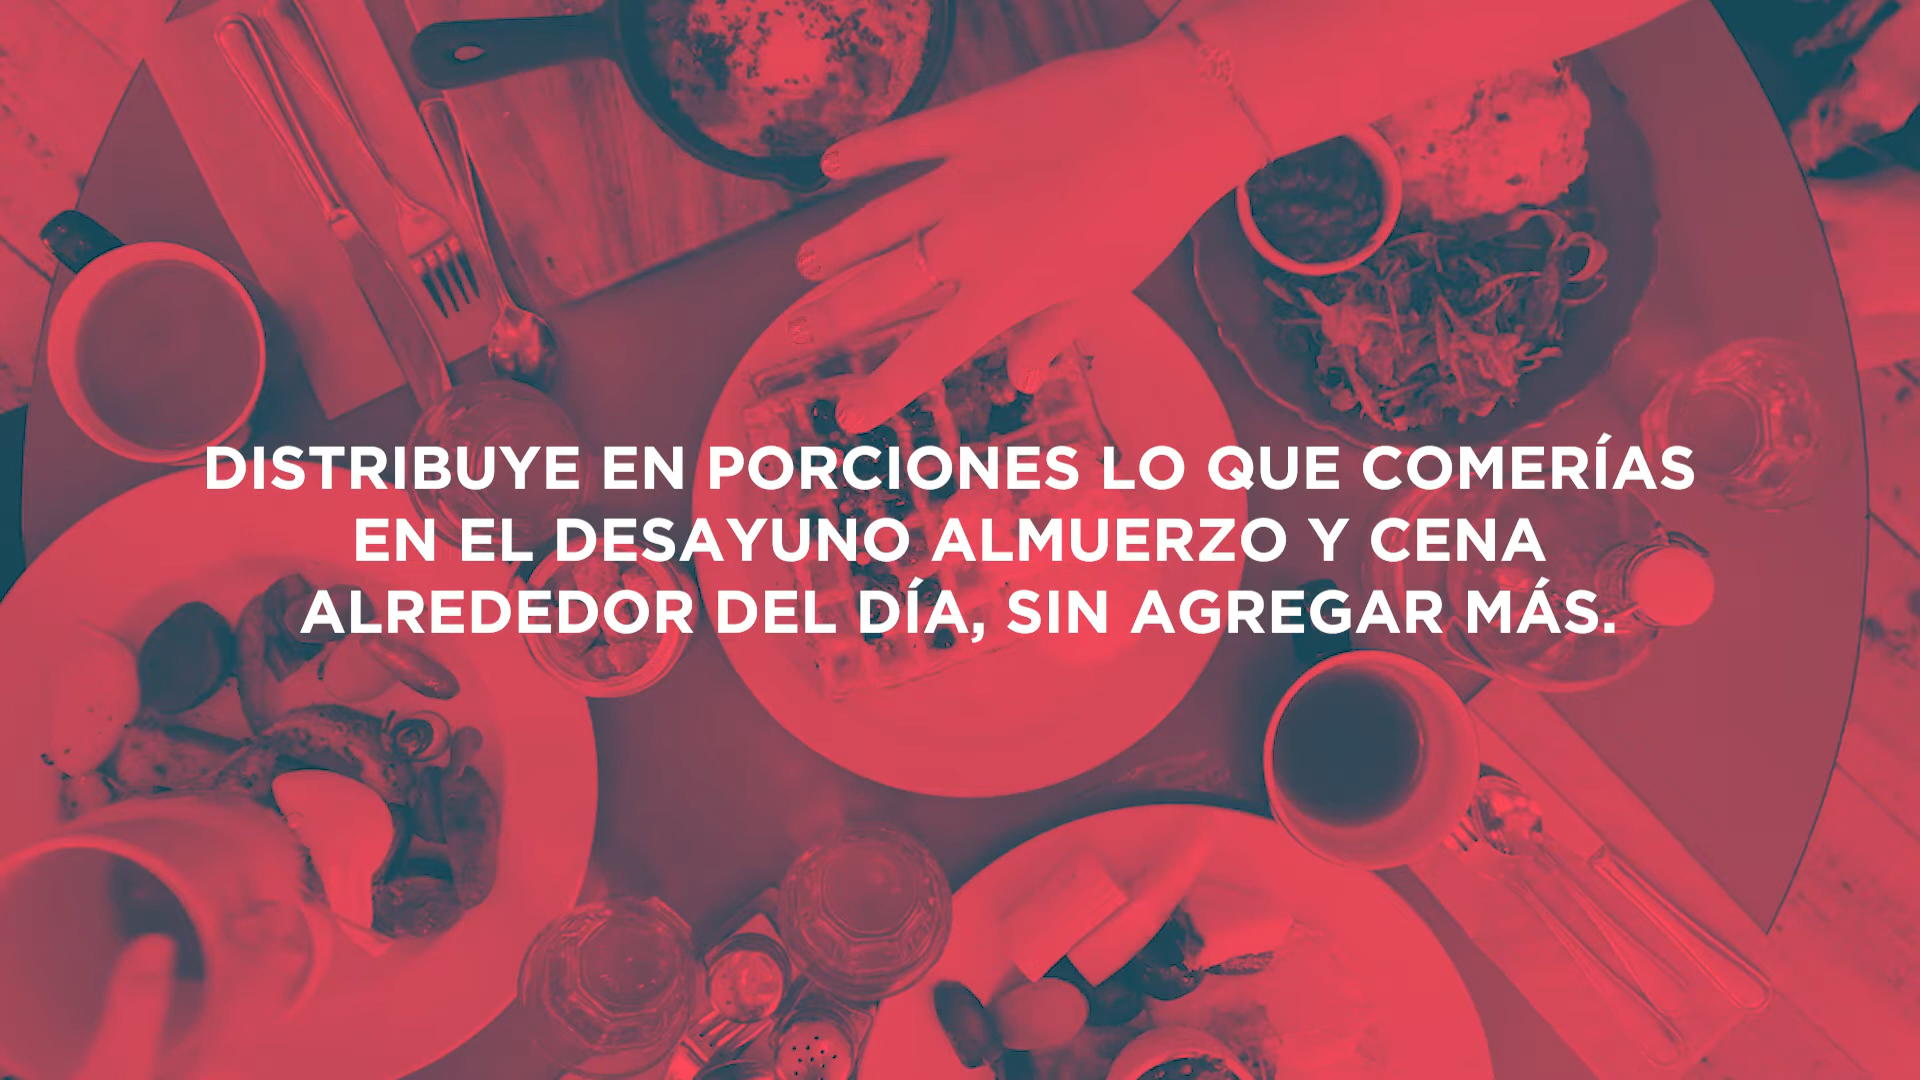 DISTRIBUYE EN PORCIONES LO QUE COMERÍAS
EN EL DESAYUNO ALMUERZO Y CENA
ALREDEDOR DEL DÍA, SIN AGREGAR MÁS.